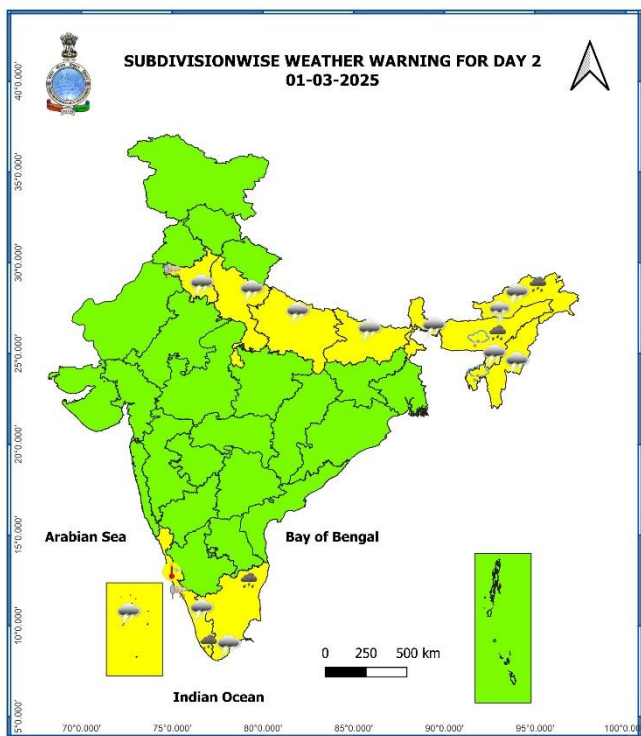 SUBDIVISIONWISE WEATHER WARNING FOR DAY 2
01-03-2025
40°0.000'
35°0.000'
30°0.000'
25°0.000'
20°0.000'
15°0.000'
10°0.000'
5°0.000'
Arabian Sea
Bay of Bengal
0 250 500 km
Indian Ocean
70°0.000' 75°0.000' 80°0.000' 85°0.000' 90°0.000' 95°0.000' 100°0.00